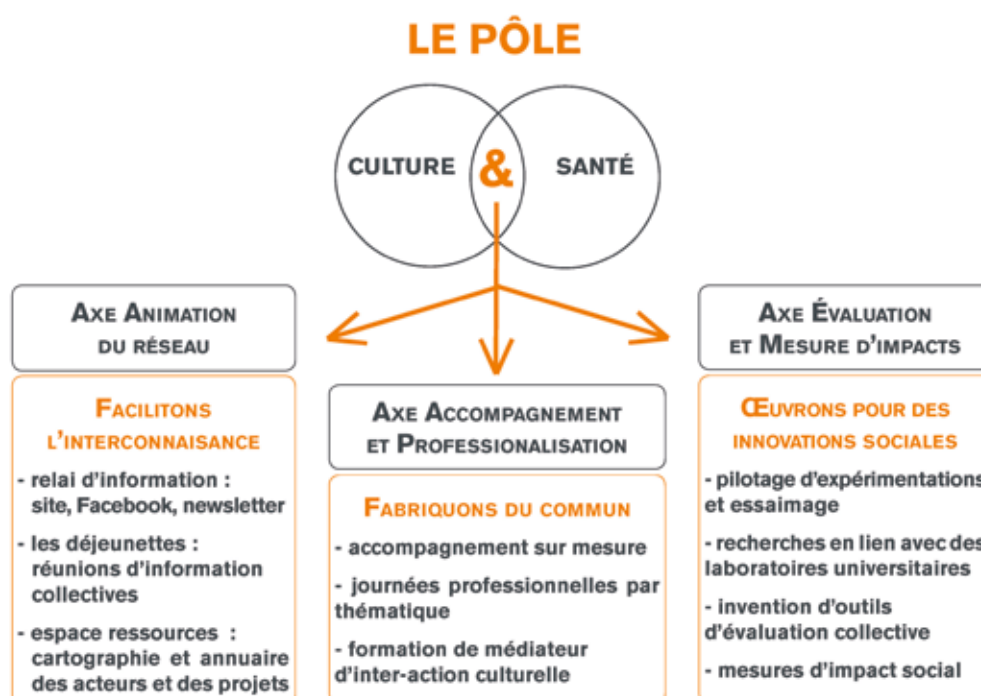 LE PÔLE
CULTURE & SANTÉ
AXE ANIMATION
DU RÉSEAU
FACILITONS
L'INTERCONNAISANCE
- relai d'information :
site, Facebook, newsletter
- les déjeunettes :
réunions d'information
collectives
- espace ressources :
cartographie et annuaire
des acteurs et des projets
AXE ACCOMPAGNEMENT
ET PROFESSIONALISATION
FABRIQUONS DU COMMUN
- accompagnement sur mesure
- journées professionnelles par
thématique
- formation de médiateur
d'inter-action culturelle
AXE ÉVALUATION
ET MESURE D'IMPACTS
ŒUVRONS POUR DES
INNOVATIONS SOCIALES
- pilotage d'expérimentations
et essaimage
- recherches en lien avec des
laboratoires universitaires
- invention d'outils
d'évaluation collective
- mesures d'impact social